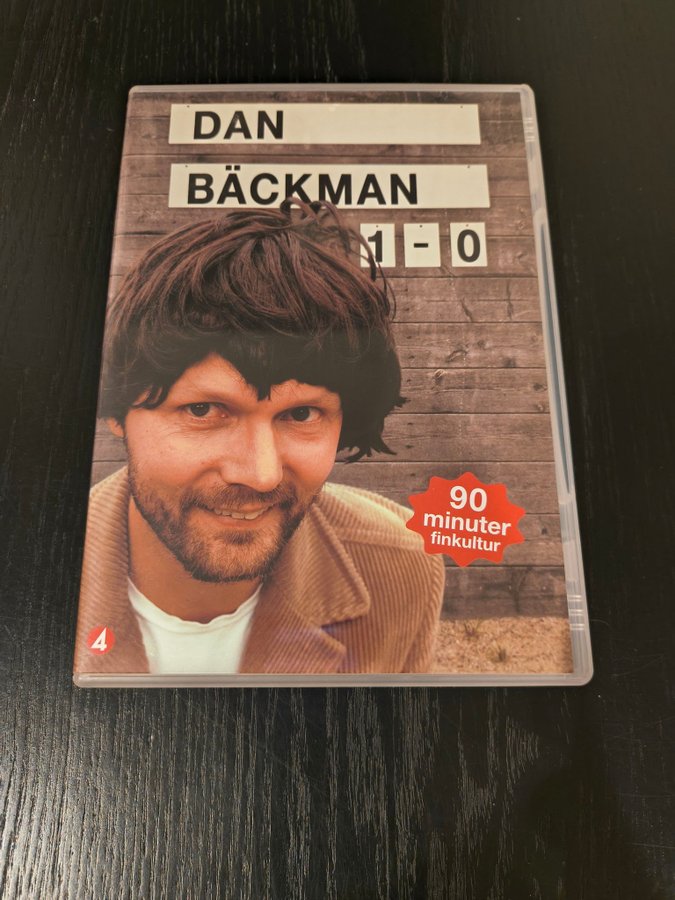 DAN
BÄCKMAN
1-0
90
minuter
finkultur
4